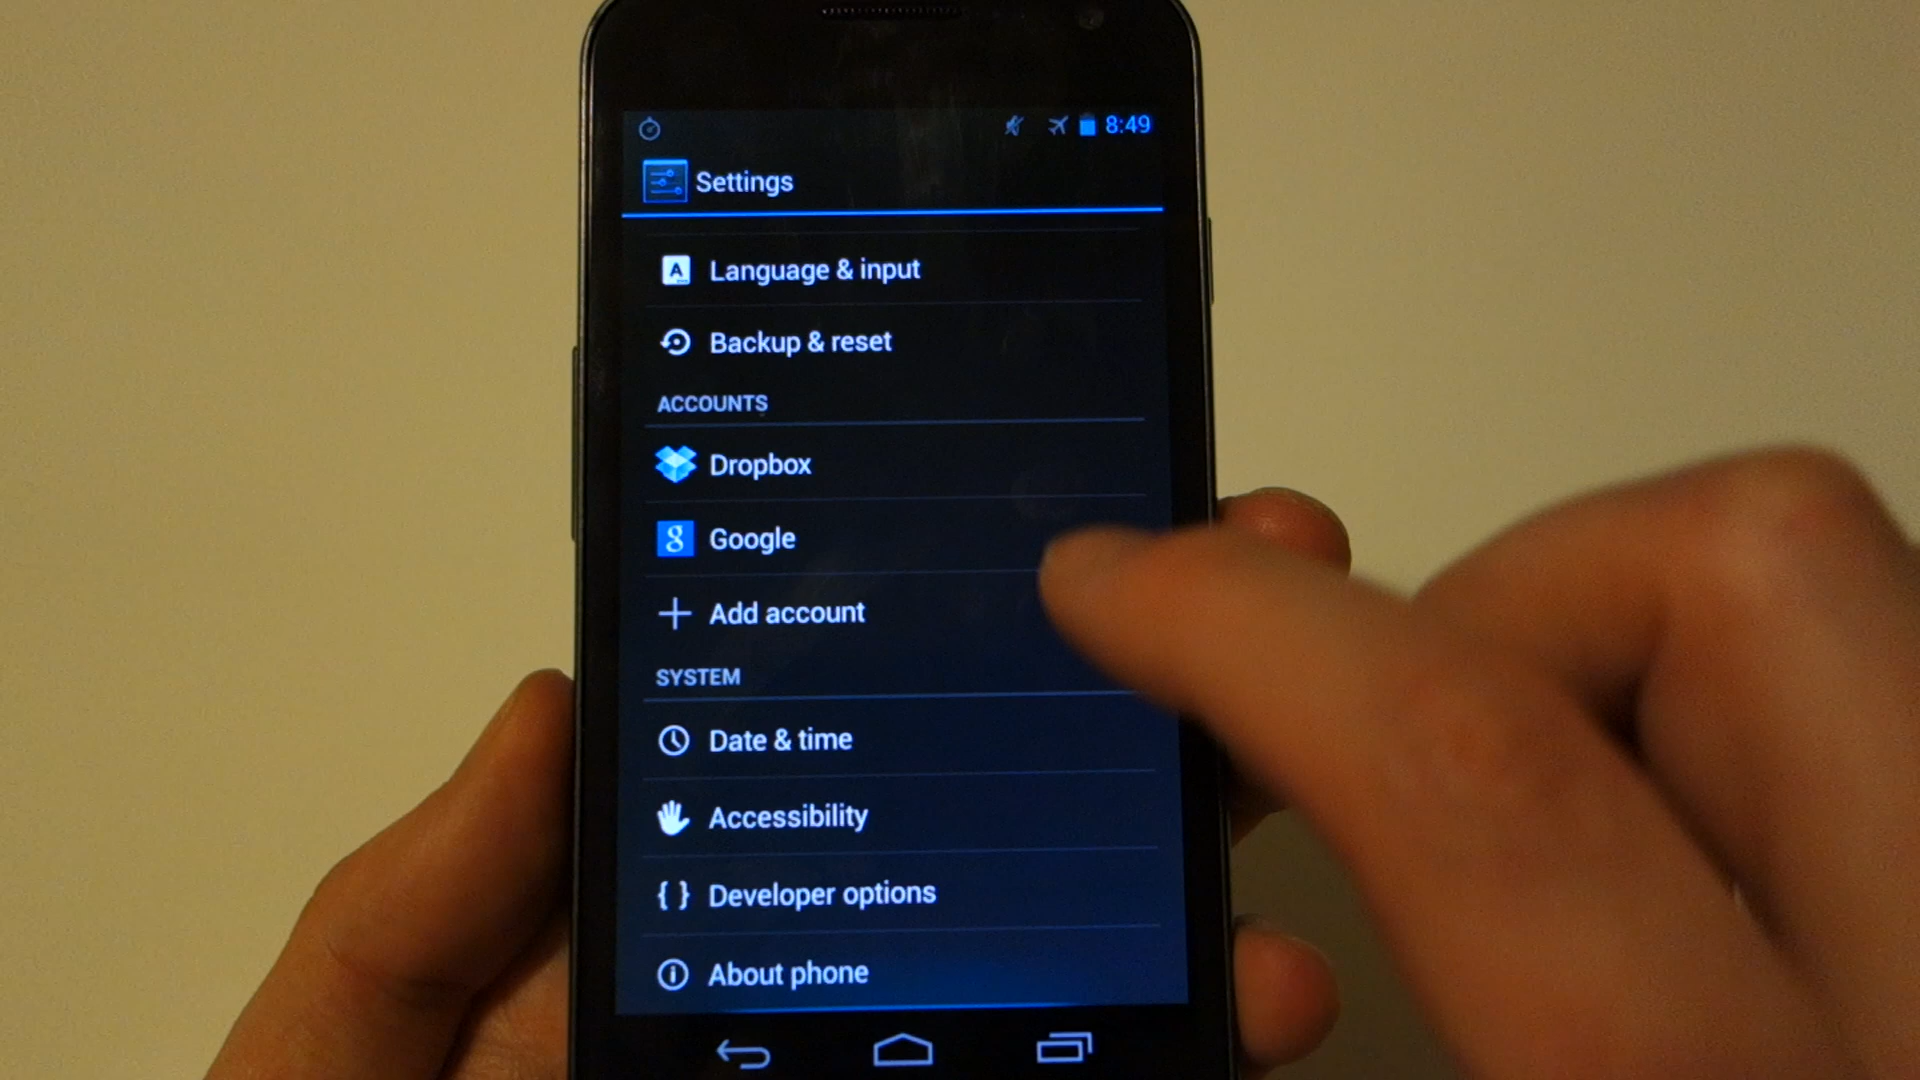 8:49
Settings
Language & input
Backup & reset
ACCOUNTS
Dropbox
Google
Add account
SYSTEM
Date & time
Accessibility
Developer options
About phone